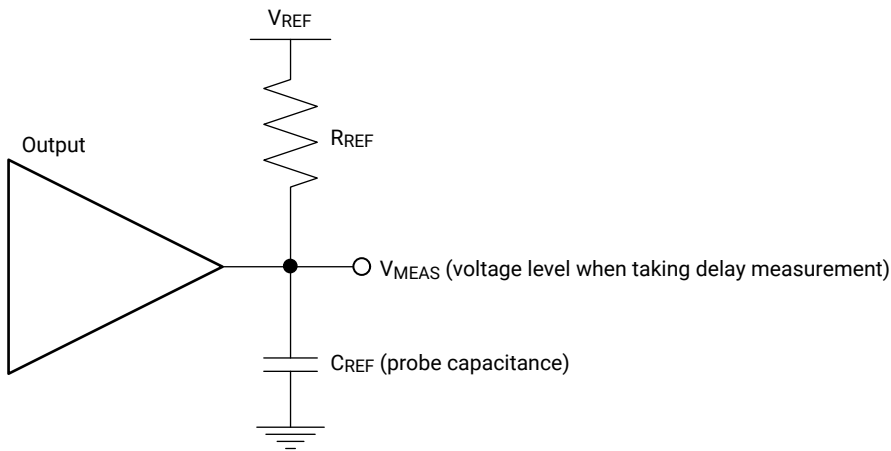 VREF
RREF
Output
VMEAS (voltage level when taking delay measurement)
CREF (probe capacitance)